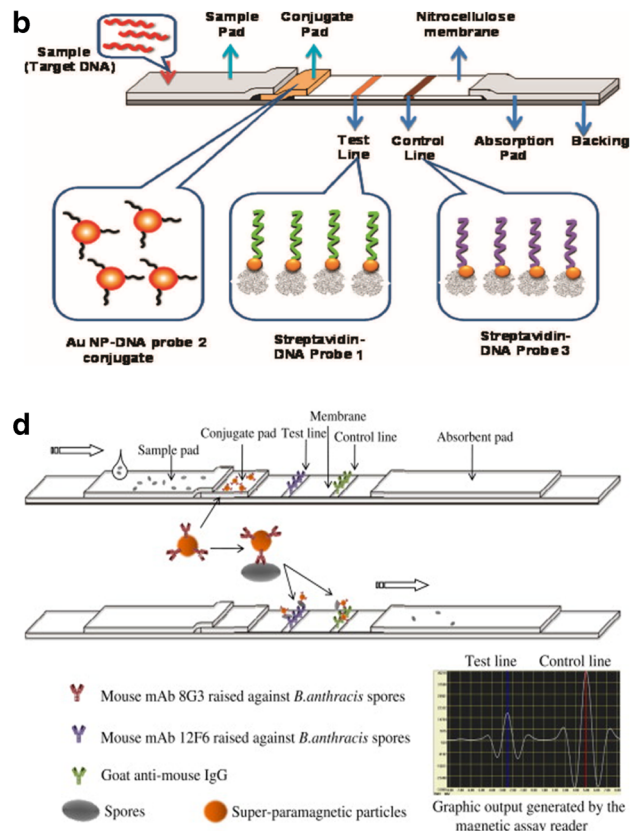 b
Sample
(Target DNA)
Sample
Pad
Conjugate
Pad
Nitrocellulose
membrane
Test
Line
Control
Line
Absorption
Pad
Backing
Au NP-DNA probe 2
conjugate
Streptavidin-
DNA Probe 1
Streptavidin-
DNA Probe 3
d
Sample pad
Conjugate pad
Test line
Membrane
Control line
Absorbent pad
Mouse mAb 8G3 raised against B.anthracis spores
Mouse mAb 12F6 raised against B.anthracis spores
Goat anti-mouse IgG
Spores
Super-paramagnetic particles
Test line
Control line
Graphic output generated by the
magnetic assay reader